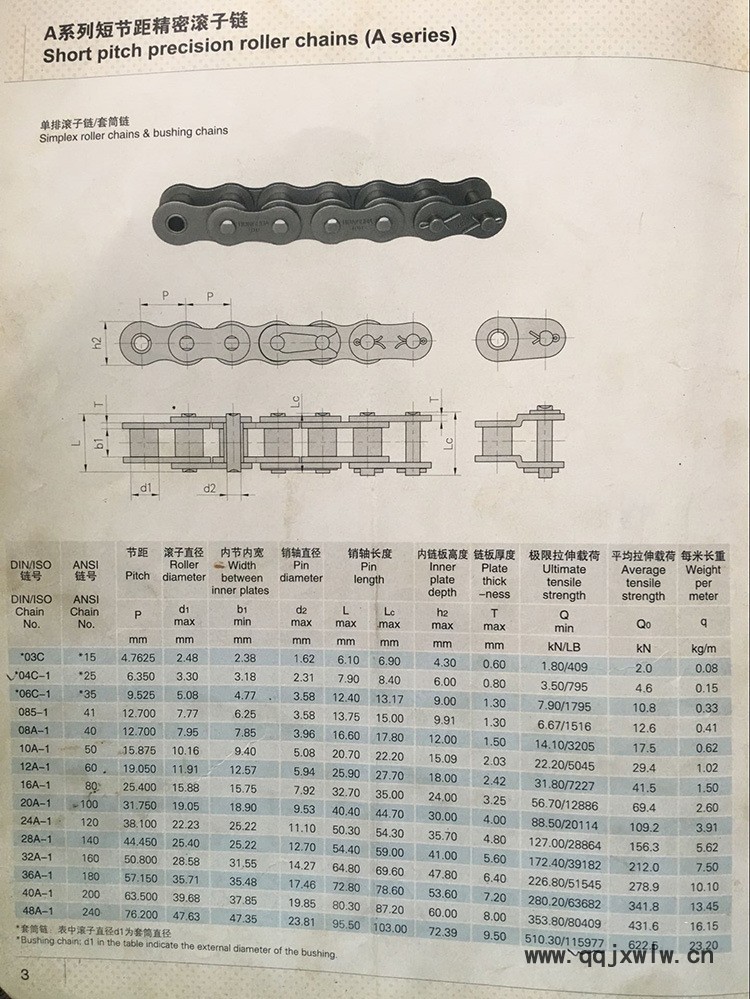 A系列短节距精密滚子链
Short pitch precision roller chains (A series)
单排滚子链/套筒链
Simplex roller chains & bushing chains
P P
h2
T
L
b1
d1 d2
Lc
T
Lc
节距 滚子直径 内节内宽 销轴直径 销轴长度 内链板高度 链板厚度 极限拉伸载荷 平均拉伸载荷 每米长重
DIN/ISO 链号 ANSI 链号 Pitch Roller diameter Width between inner plates Pin diameter Pin length Inner plate depth Plate thick-ness Ultimate tensile strength Average tensile strength Weight per meter
DIN/ISO Chain No. ANSI Chain No. P d1 max b1 min d2 max L max Lc max h2 max T max Q min Q0 q
mm mm mm mm mm mm mm mm kN/LB kN kg/m
*03C *15 4.7625 2.48 2.38 1.62 6.10 6.90 4.30 0.60 1.80/409 2.0 0.08
*04C-1 *25 6.350 3.30 3.18 2.31 7.90 8.40 6.00 0.80 3.50/795 4.6 0.15
*06C-1 *35 9.525 5.08 4.77 3.58 12.40 13.17 9.00 1.30 7.90/1795 10.8 0.33
085-1 41 12.700 7.77 6.25 3.58 13.75 15.00 9.91 1.30 6.67/1516 12.6 0.41
08A-1 40 12.700 7.95 7.85 3.96 16.60 17.80 12.00 1.50 14.10/3205 17.5 0.62
10A-1 50 15.875 10.16 9.40 5.08 20.70 22.20 15.09 2.03 22.20/5045 29.4 1.02
12A-1 60 19.050 11.91 12.57 5.94 25.90 27.70 18.00 2.42 31.80/7227 41.5 1.50
16A-1 80 25.400 15.88 15.75 7.92 32.70 35.00 24.00 3.25 56.70/12886 69.4 2.60
20A-1 100 31.750 19.05 18.90 9.53 40.40 44.70 30.00 4.00 88.50/20114 109.2 3.91
24A-1 120 38.100 22.23 25.22 11.10 50.30 54.30 35.70 4.80 127.00/28864 156.3 5.62
28A-1 140 44.450 25.40 25.22 12.70 54.40 59.00 41.00 5.60 172.40/39182 212.0 7.50
32A-1 160 50.800 28.58 31.55 14.27 64.80 69.60 47.80 6.40 226.80/51545 278.9 10.10
36A-1 180 57.150 35.71 35.48 17.46 72.80 78.60 53.60 7.20 280.20/63682 341.8 13.45
40A-1 200 63.500 39.68 37.85 19.85 80.30 87.20 60.00 8.00 353.80/80409 431.6 16.15
48A-1 240 76.200 47.63 47.35 23.81 95.50 103.00 72.39 9.50 510.30/115977 622.5 23.20
*套筒链: 表中滚子直径d1为套筒直径
*Bushing chain: d1 in the table indicate the external diameter of the bushing.
www.qqjxwlw.cn
3